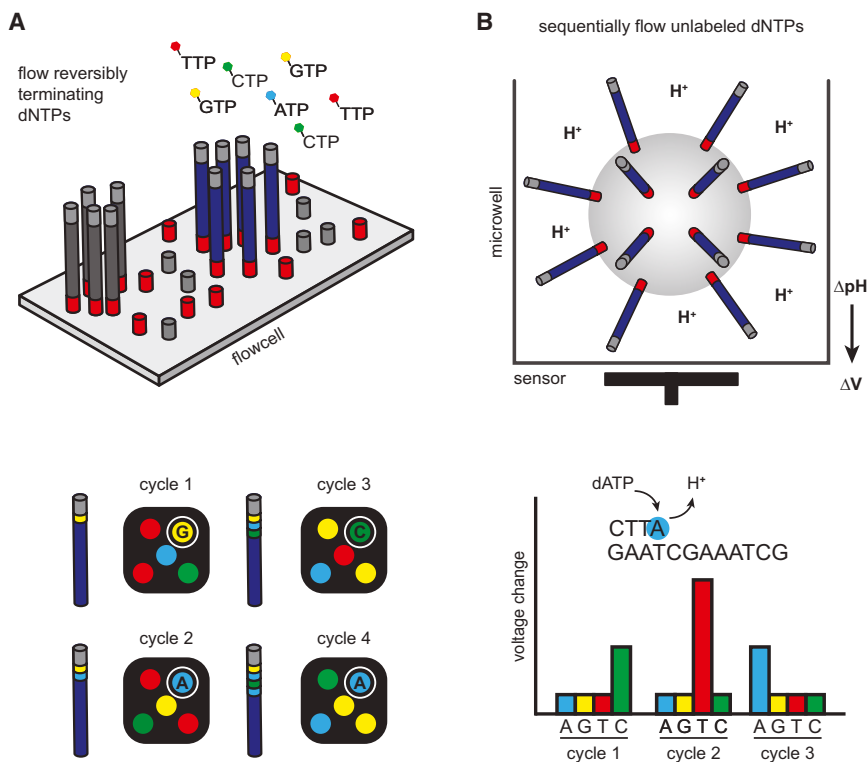 A
flow reversibly
terminating
dNTPs
TTP
CTP
GTP
GTP
ATP
TTP
CTP
flowcell
cycle 1
G
cycle 3
C
cycle 2
A
cycle 4
A
B
sequentially flow unlabeled dNTPs
H+
H+
H+
H+
H+
H+
H+
microwell
ΔpH
ΔV
sensor
dATP
H+
CTTA
GAATCGAAATCG
voltage change
A G T C
A G T C
A G T C
cycle 1
cycle 2
cycle 3